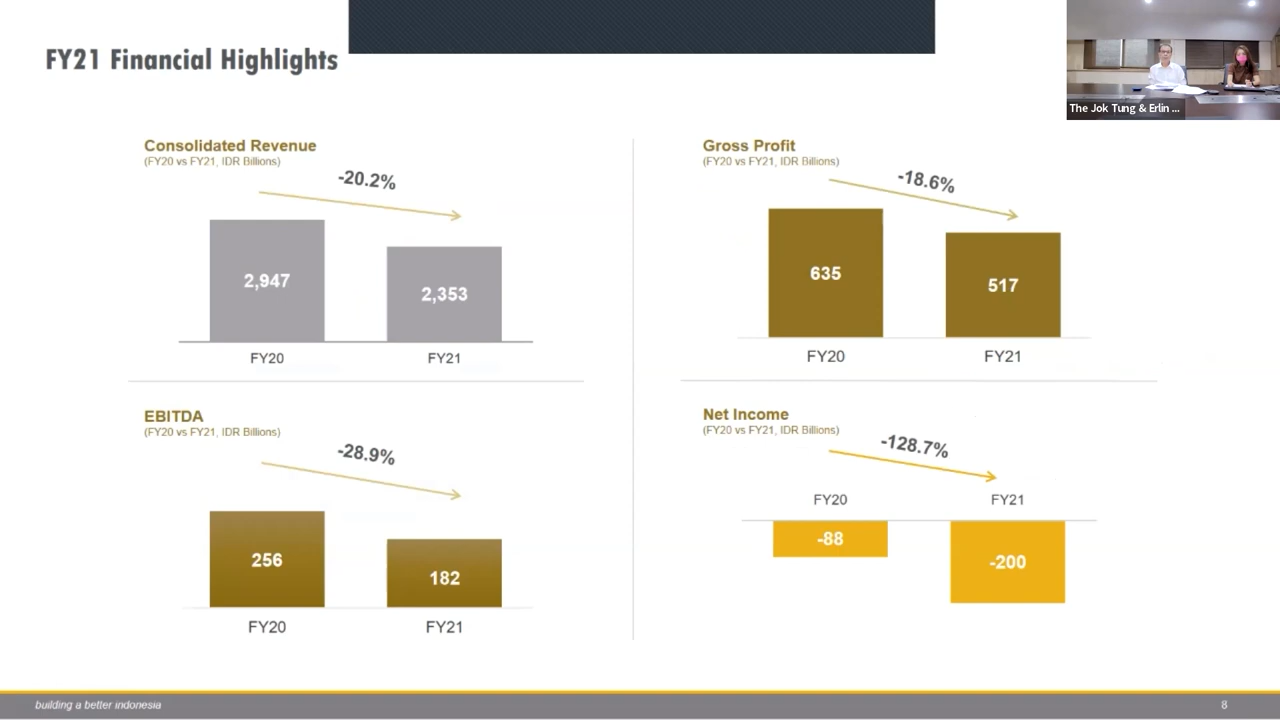 FY21 Financial Highlights
The Jok Tung & Erlin ...
Consolidated Revenue
(FY20 vs FY21, IDR Billions)
-20.2%
2,947
2,353
FY20
FY21
Gross Profit
(FY20 vs FY21, IDR Billions)
-18.6%
635
517
FY20
FY21
EBITDA
(FY20 vs FY21, IDR Billions)
-28.9%
256
182
FY20
FY21
Net Income
(FY20 vs FY21, IDR Billions)
-128.7%
FY20
FY21
-88
-200
building a better indonesia
8